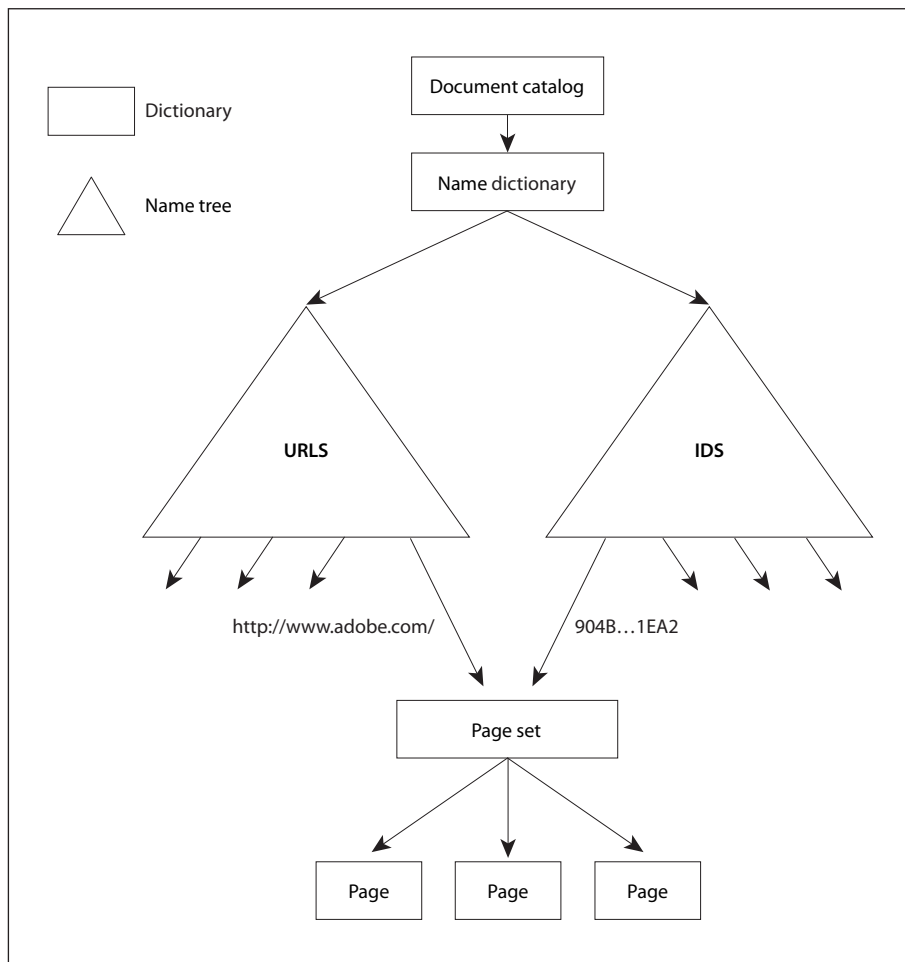 Document catalog
Dictionary
Name dictionary
Name tree
URLS
IDS
http://www.adobe.com/
904B…1EA2
Page set
Page
Page
Page